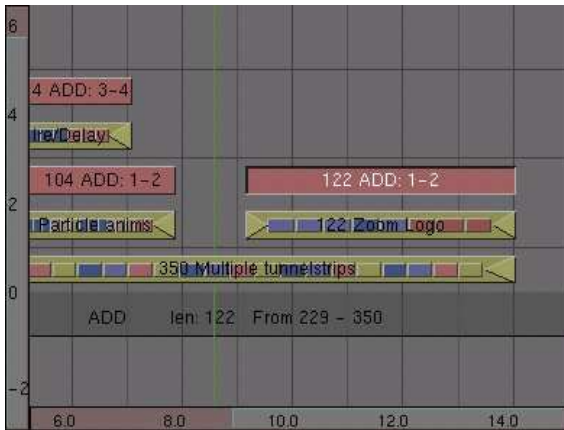 6
4 ADD: 3-4
4
ire/Delay
104 ADD: 1-2
122 ADD: 1-2
2
Particle anims
122 Zoom Logo
350 Multiple tunnelstrips
0
ADD len: 122 From 229 - 350
-2
6.0 8.0 10.0 12.0 14.0